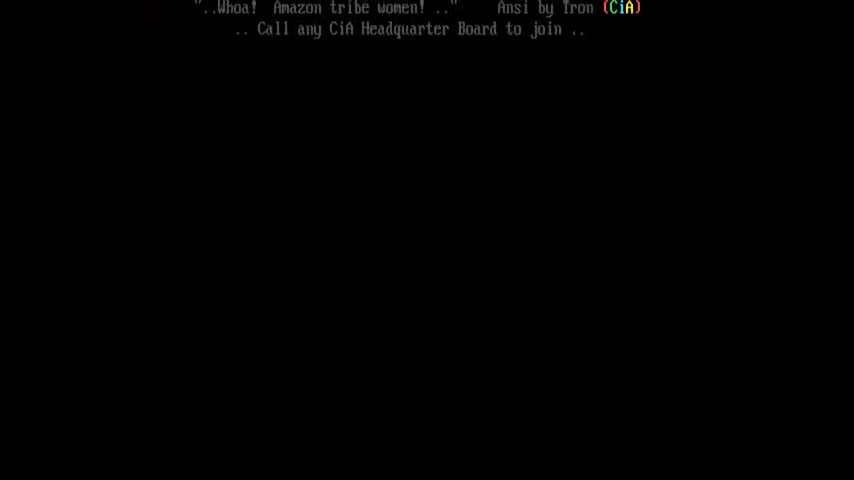 "..Whoa!  Amazon tribe women! .."     Ansi by Tron (CiA)
.. Call any CiA Headquarter Board to join ..